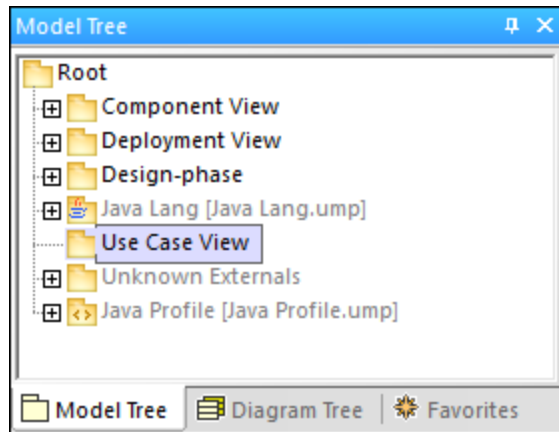 Model Tree
Root
Component View
Deployment View
Design-phase
Java Lang [Java Lang.ump]
Use Case View
Unknown Externals
Java Profile [Java Profile.ump]
Model Tree Diagram Tree Favorites